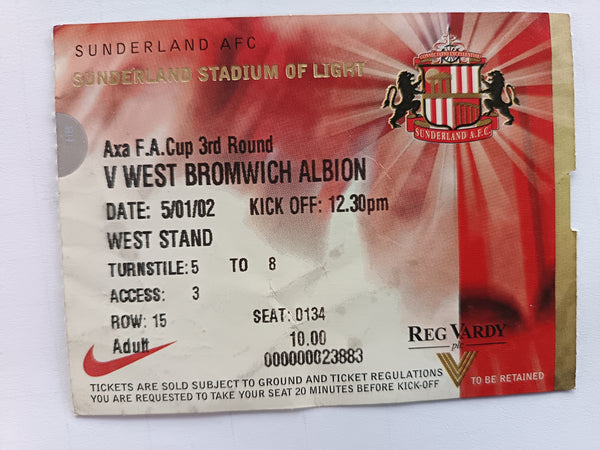 SUNDERLAND AFC
SUNDERLAND STADIUM OF LIGHT
SUNDERLAND A.F.C.
Axa F.A.Cup 3rd Round
V WEST BROMWICH ALBION
DATE: 5/01/02 KICK OFF: 12.30pm
WEST STAND
TURNSTILE: 5 TO 8
ACCESS: 3
ROW: 15 SEAT: 0134
Adult 10.00
000000023883
REG VARDY
plc
TICKETS ARE SOLD SUBJECT TO GROUND AND TICKET REGULATIONS
YOU ARE REQUESTED TO TAKE YOUR SEAT 20 MINUTES BEFORE KICK-OFF
TO BE RETAINED